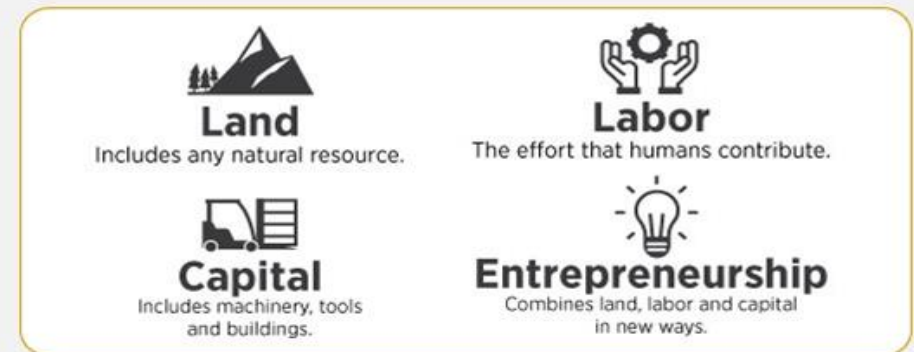 Land
Includes any natural resource.
Labor
The effort that humans contribute.
Capital
Includes machinery, tools
and buildings.
Entrepreneurship
Combines land, labor and capital
in new ways.